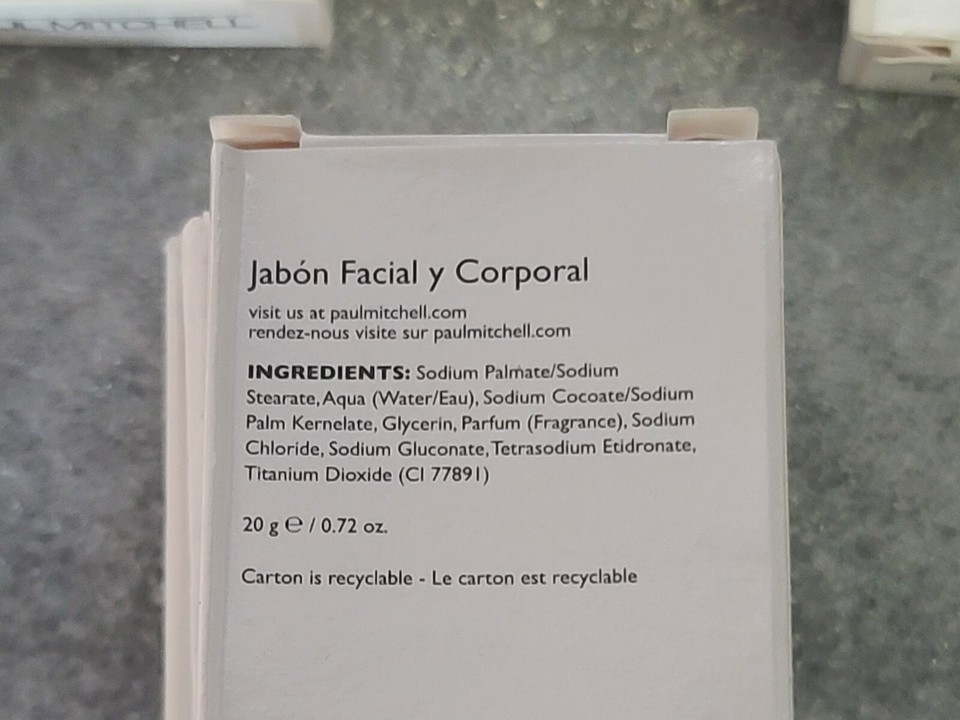 MITCHELL
Jabón Facial y Corporal
visit us at paulmitchell.com
rendez-nous visite sur paulmitchell.com
INGREDIENTS: Sodium Palmate/Sodium
Stearate, Aqua (Water/Eau), Sodium Cocoate/Sodium
Palm Kernelate, Glycerin, Parfum (Fragrance), Sodium
Chloride, Sodium Gluconate, Tetrasodium Etidronate,
Titanium Dioxide (CI 77891)
20 g ℮ / 0.72 oz.
Carton is recyclable - Le carton est recyclable